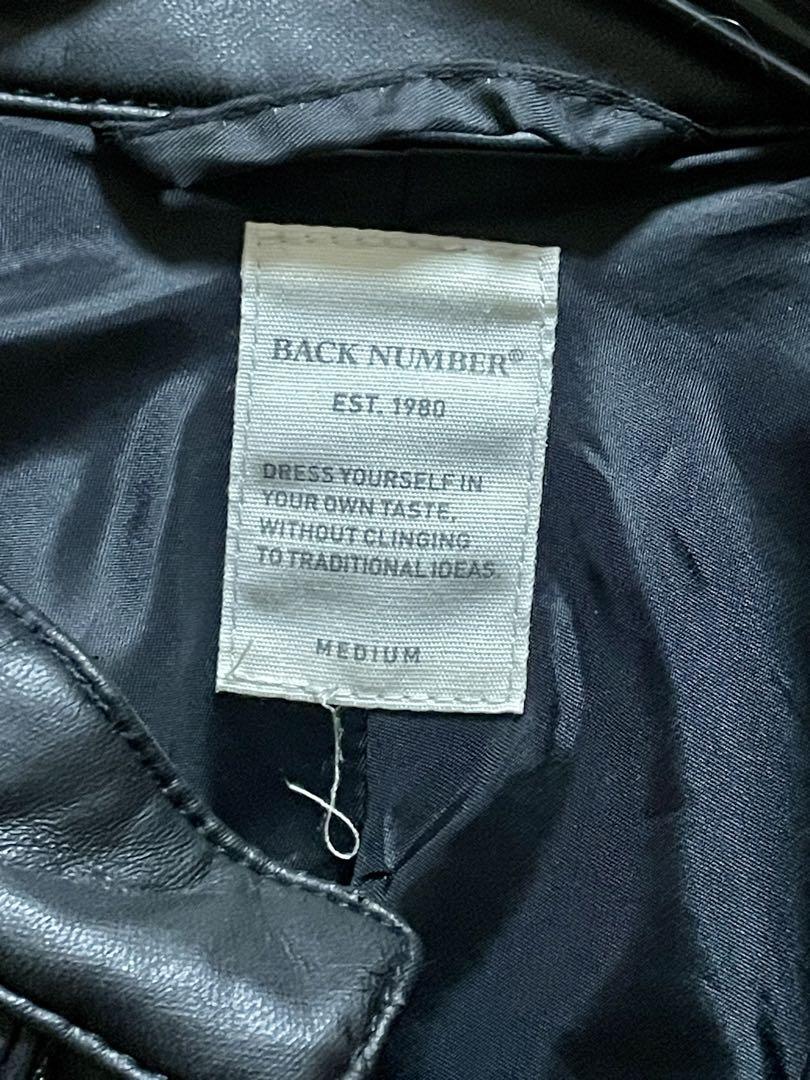 BACK NUMBER®
EST. 1980
DRESS YOURSELF IN
YOUR OWN TASTE,
WITHOUT CLINGING
TO TRADITIONAL IDEAS.
MEDIUM